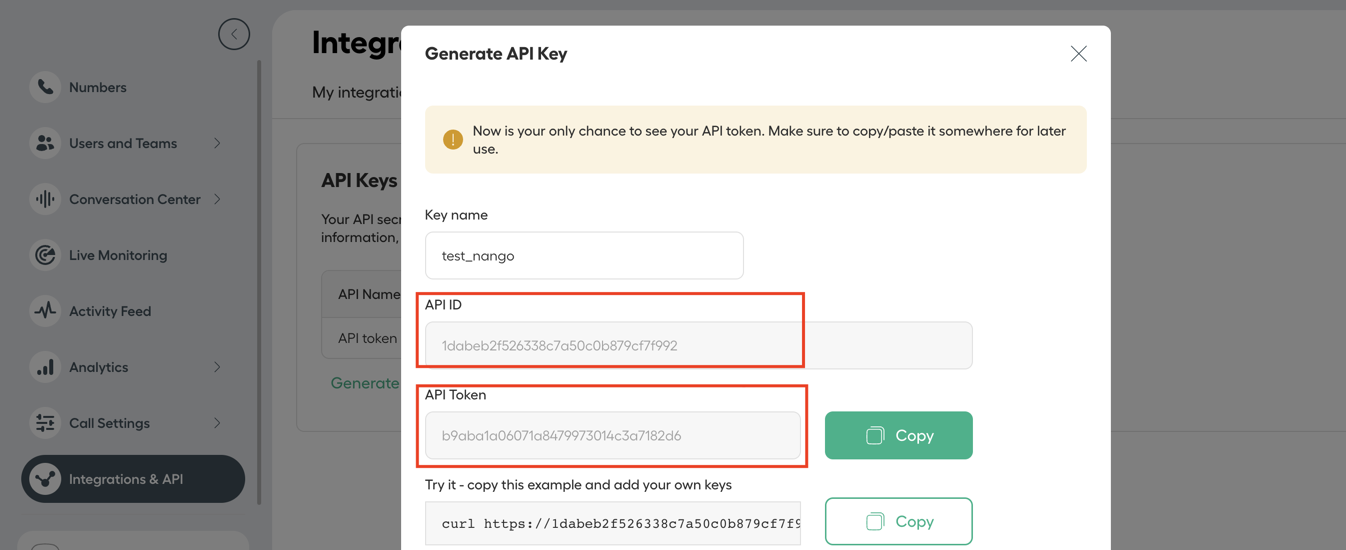 Integr
My integrati
Numbers
Users and Teams
Conversation Center
Live Monitoring
Activity Feed
Analytics
Call Settings
Integrations & API
API Keys
Your API secr
information,
API Name
API token
Generate
Generate API Key
Now is your only chance to see your API token. Make sure to copy/paste it somewhere for later
use.
Key name
test_nango
API ID
1dabeb2f526338c7a50c0b879cf7f992
API Token
b9aba1a06071a8479973014c3a7182d6
Copy
Try it - copy this example and add your own keys
curl https://1dabeb2f526338c7a50c0b879cf7f9
Copy